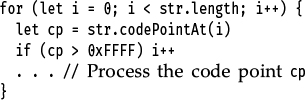 for (let i = 0; i < str.length; i++) {
  let cp = str.codePointAt(i)
  if (cp > 0xFFFF) i++
  . . . // Process the code point cp
}